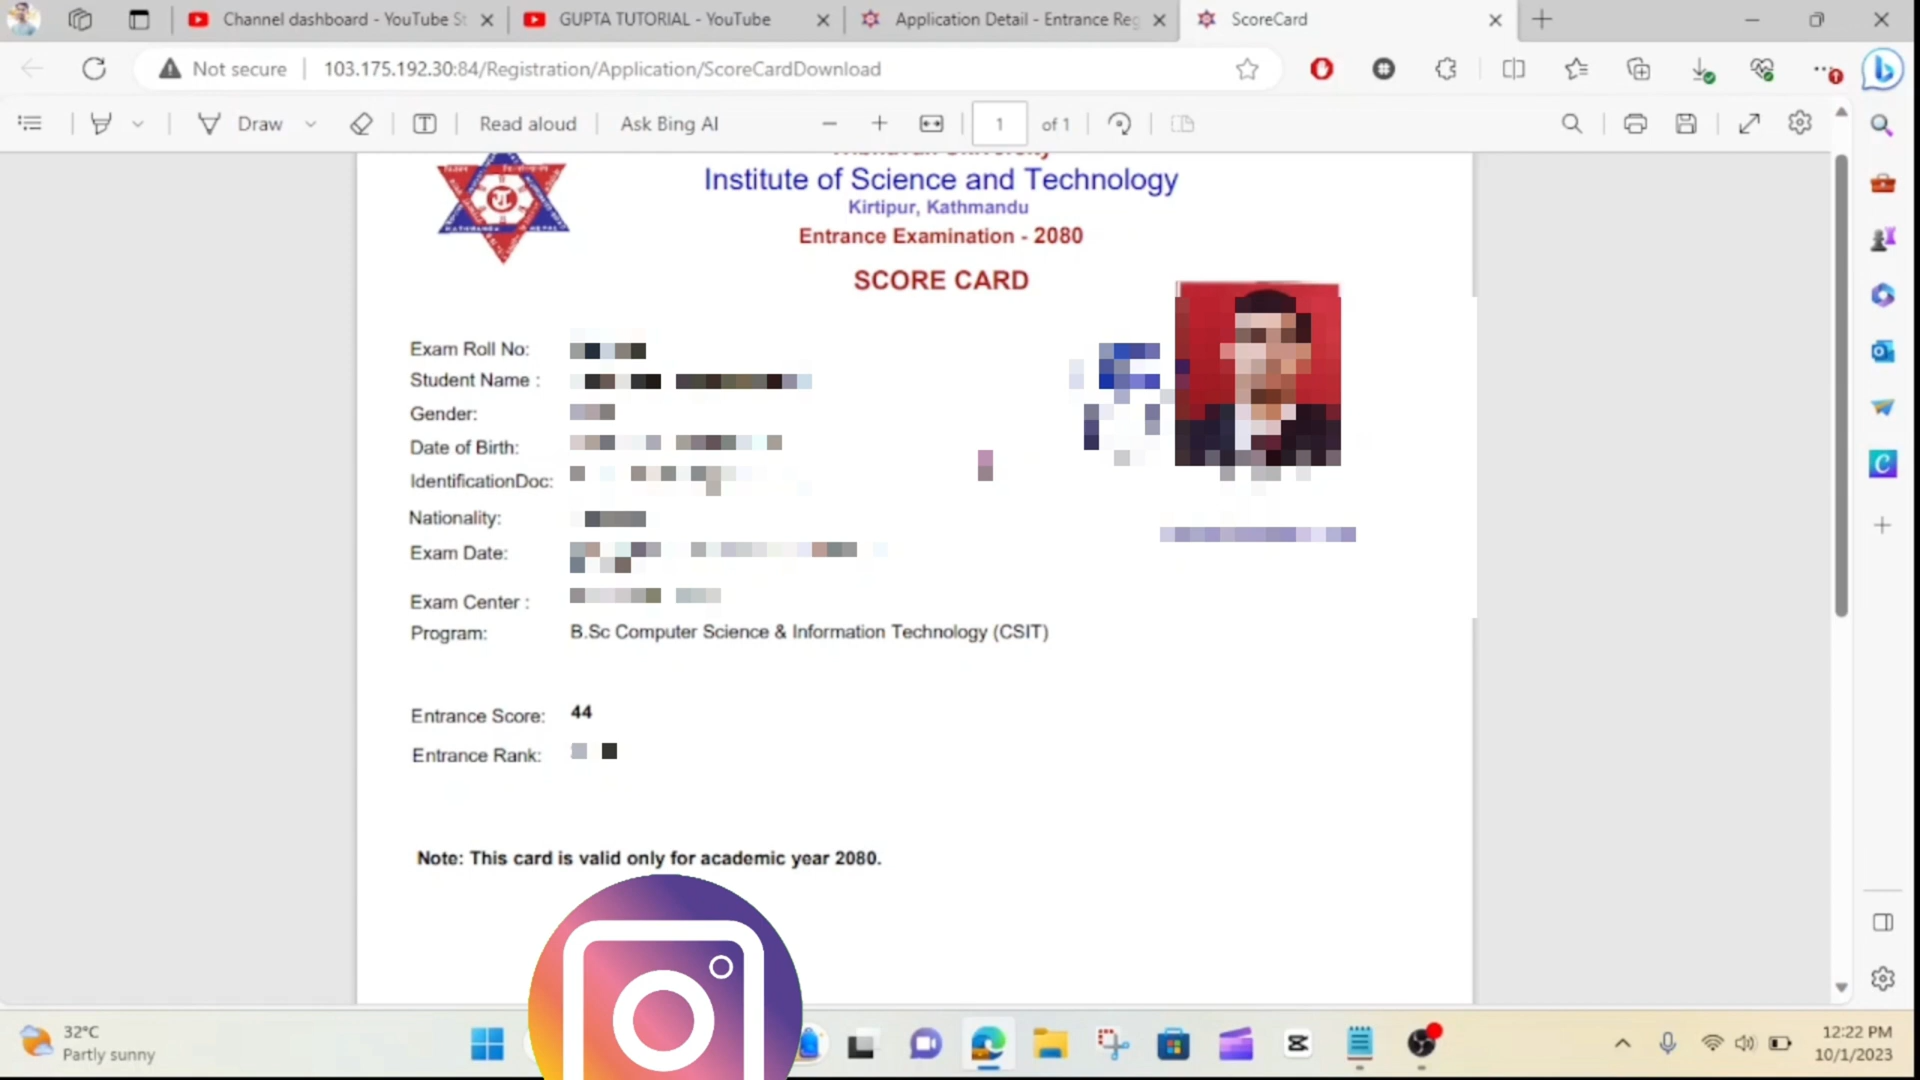 Channel dashboard - YouTube St
GUPTA TUTORIAL - YouTube
Application Detail - Entrance Reg
ScoreCard
Not secure
103.175.192.30:84/Registration/Application/ScoreCardDownload
Draw
Read aloud
Ask Bing AI
1 of 1
Institute of Science and Technology
Kirtipur, Kathmandu
Entrance Examination - 2080
SCORE CARD
Exam Roll No:
Student Name :
Gender:
Date of Birth:
IdentificationDoc:
Nationality:
Exam Date:
Exam Center :
Program: B.Sc Computer Science & Information Technology (CSIT)
Entrance Score: 44
Entrance Rank:
Note: This card is valid only for academic year 2080.
32°C
Partly sunny
12:22 PM
10/1/2023